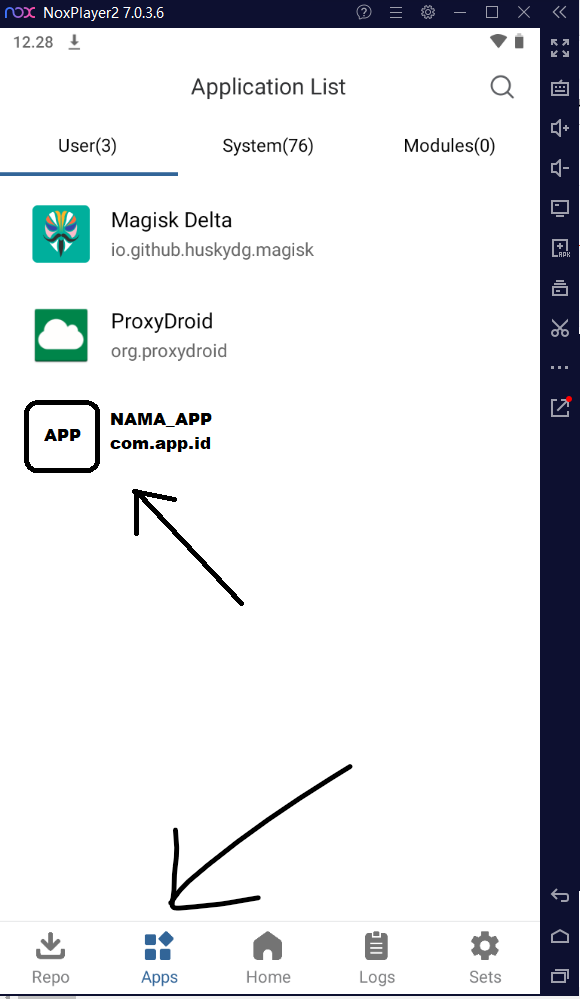 nox NoxPlayer2 7.0.3.6
12.28
Application List
User(3) System(76) Modules(0)
Magisk Delta
io.github.huskydg.magisk
ProxyDroid
org.proxydroid
APP
NAMA_APP
com.app.id
Repo Apps Home Logs Sets
APK